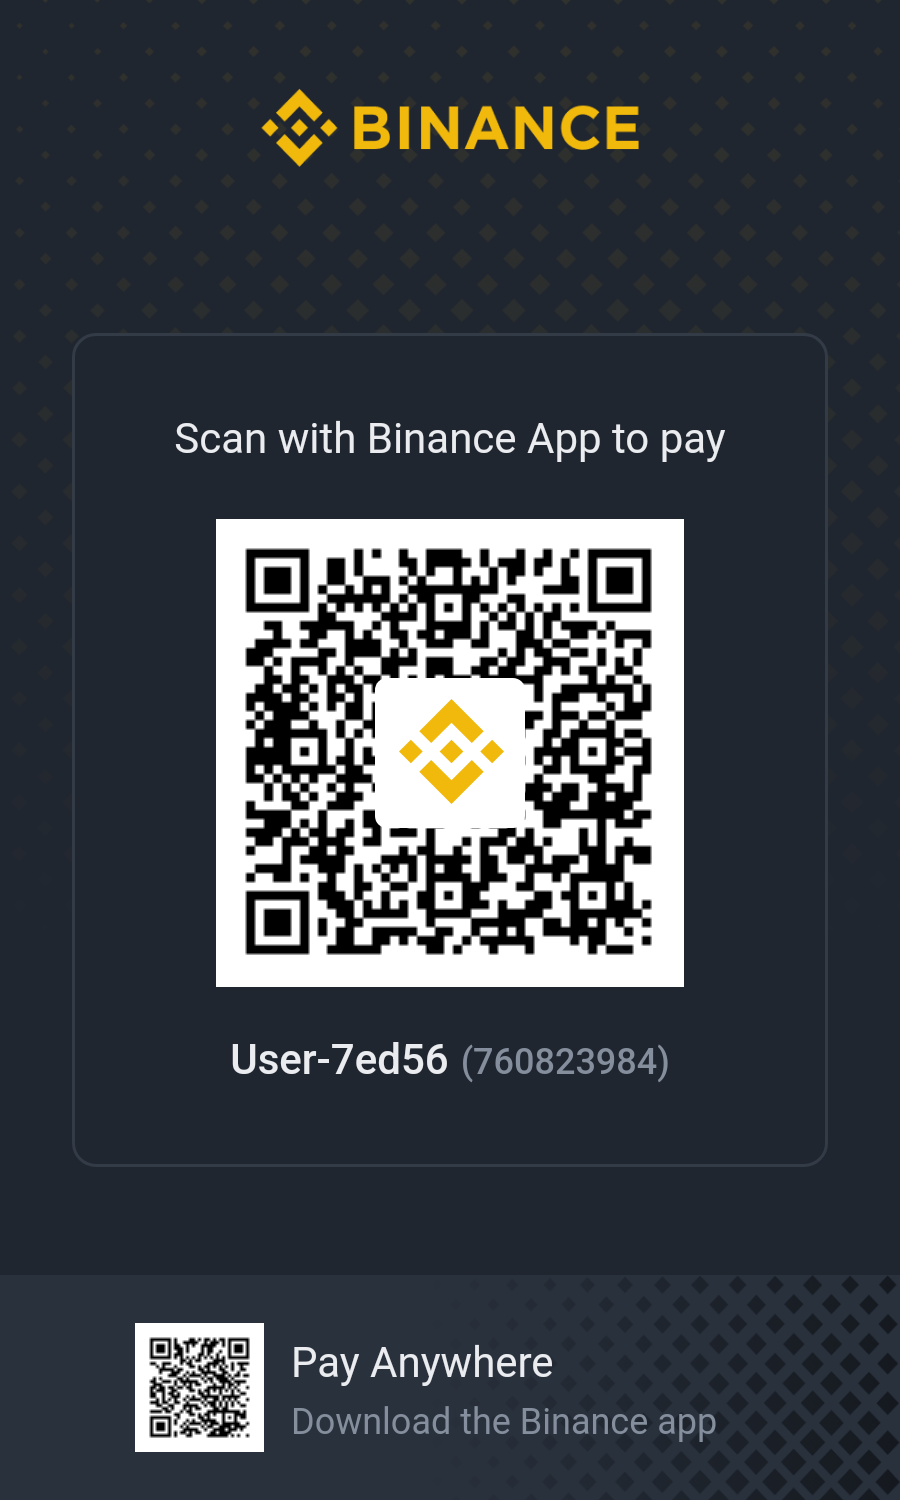 BINANCE
Scan with Binance App to pay
User-7ed56 (760823984)
Pay Anywhere
Download the Binance app